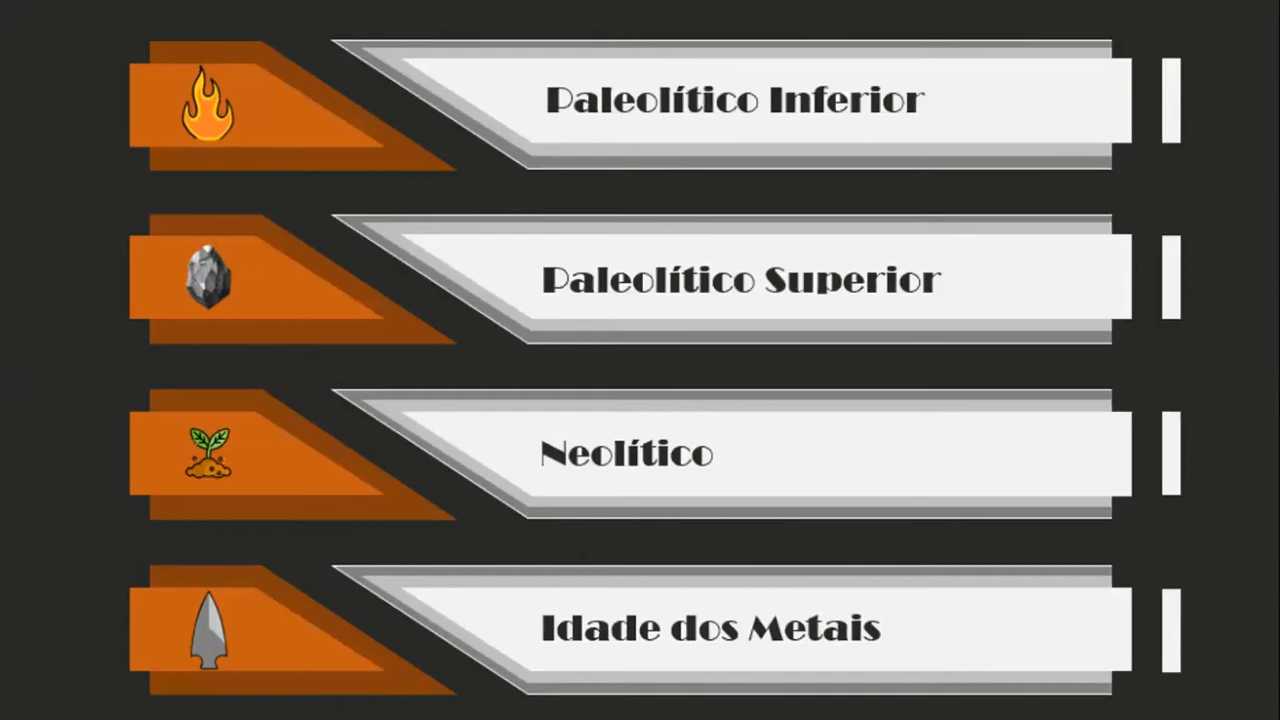 Paleolítico Inferior
Paleolítico Superior
Neolítico
Idade dos Metais